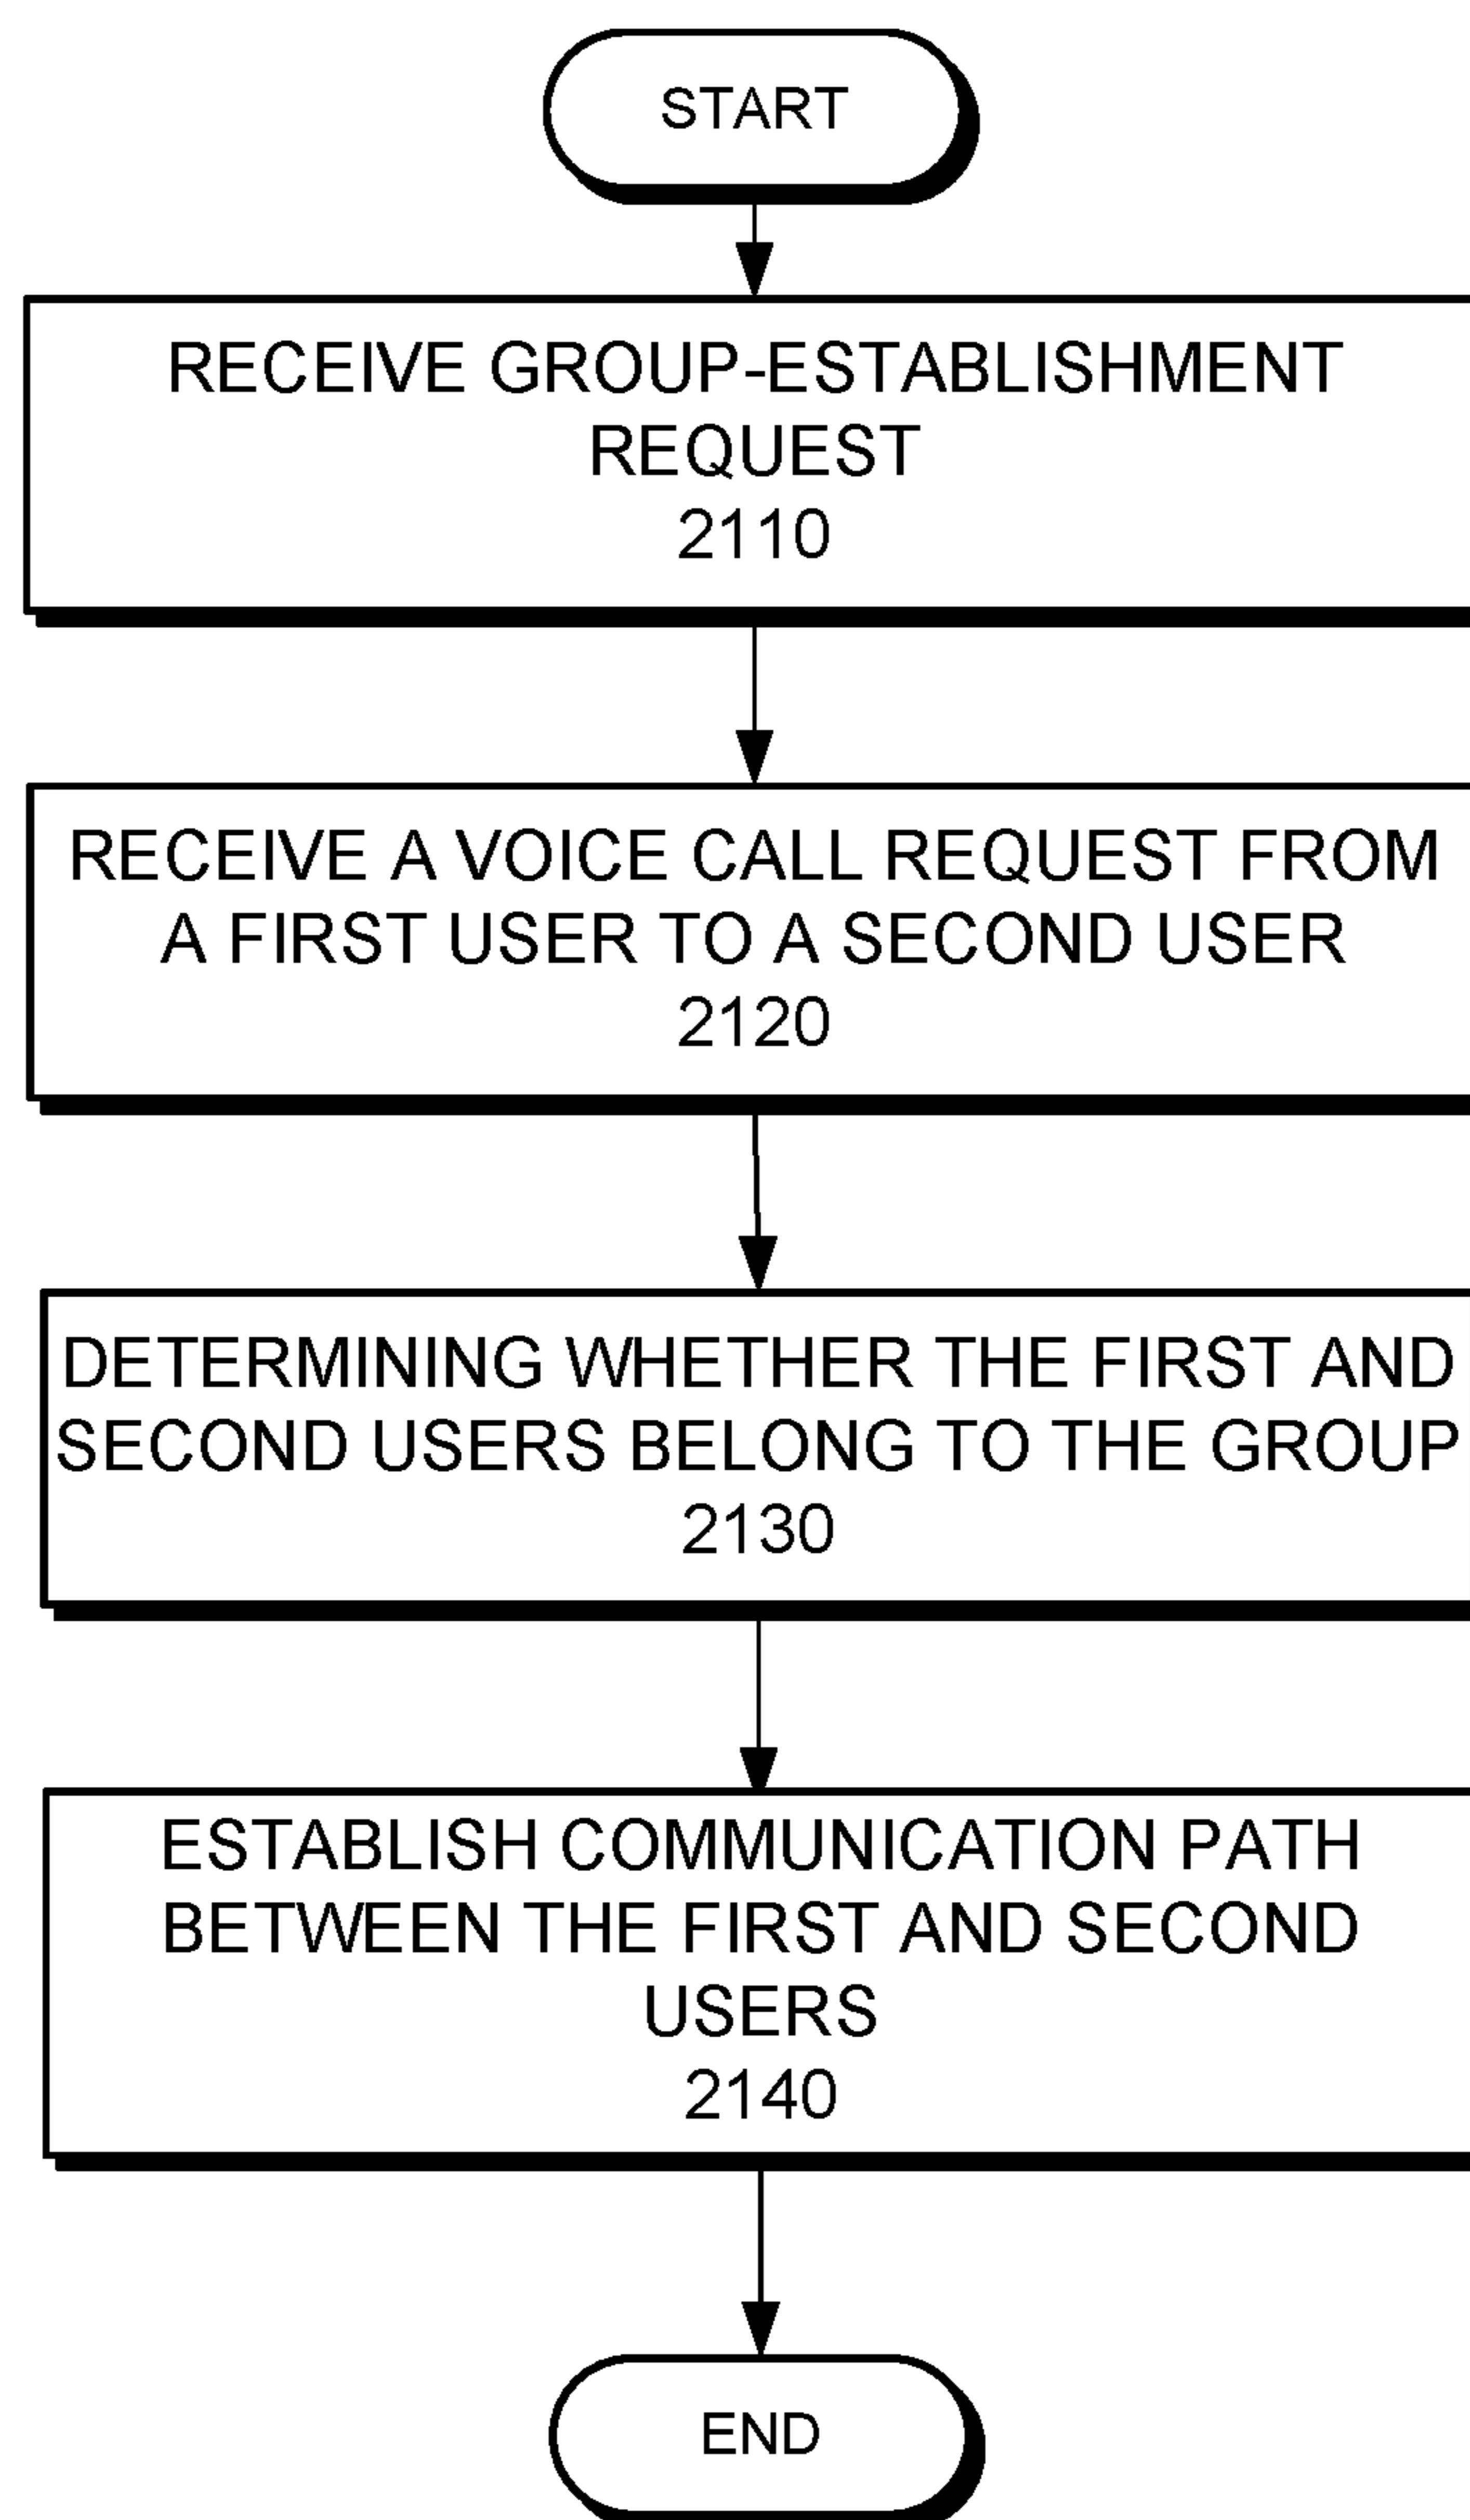 START
RECEIVE GROUP-ESTABLISHMENT
REQUEST
2110
RECEIVE A VOICE CALL REQUEST FROM
A FIRST USER TO A SECOND USER
2120
DETERMINING WHETHER THE FIRST AND
SECOND USERS BELONG TO THE GROUP
2130
ESTABLISH COMMUNICATION PATH
BETWEEN THE FIRST AND SECOND
USERS
2140
END